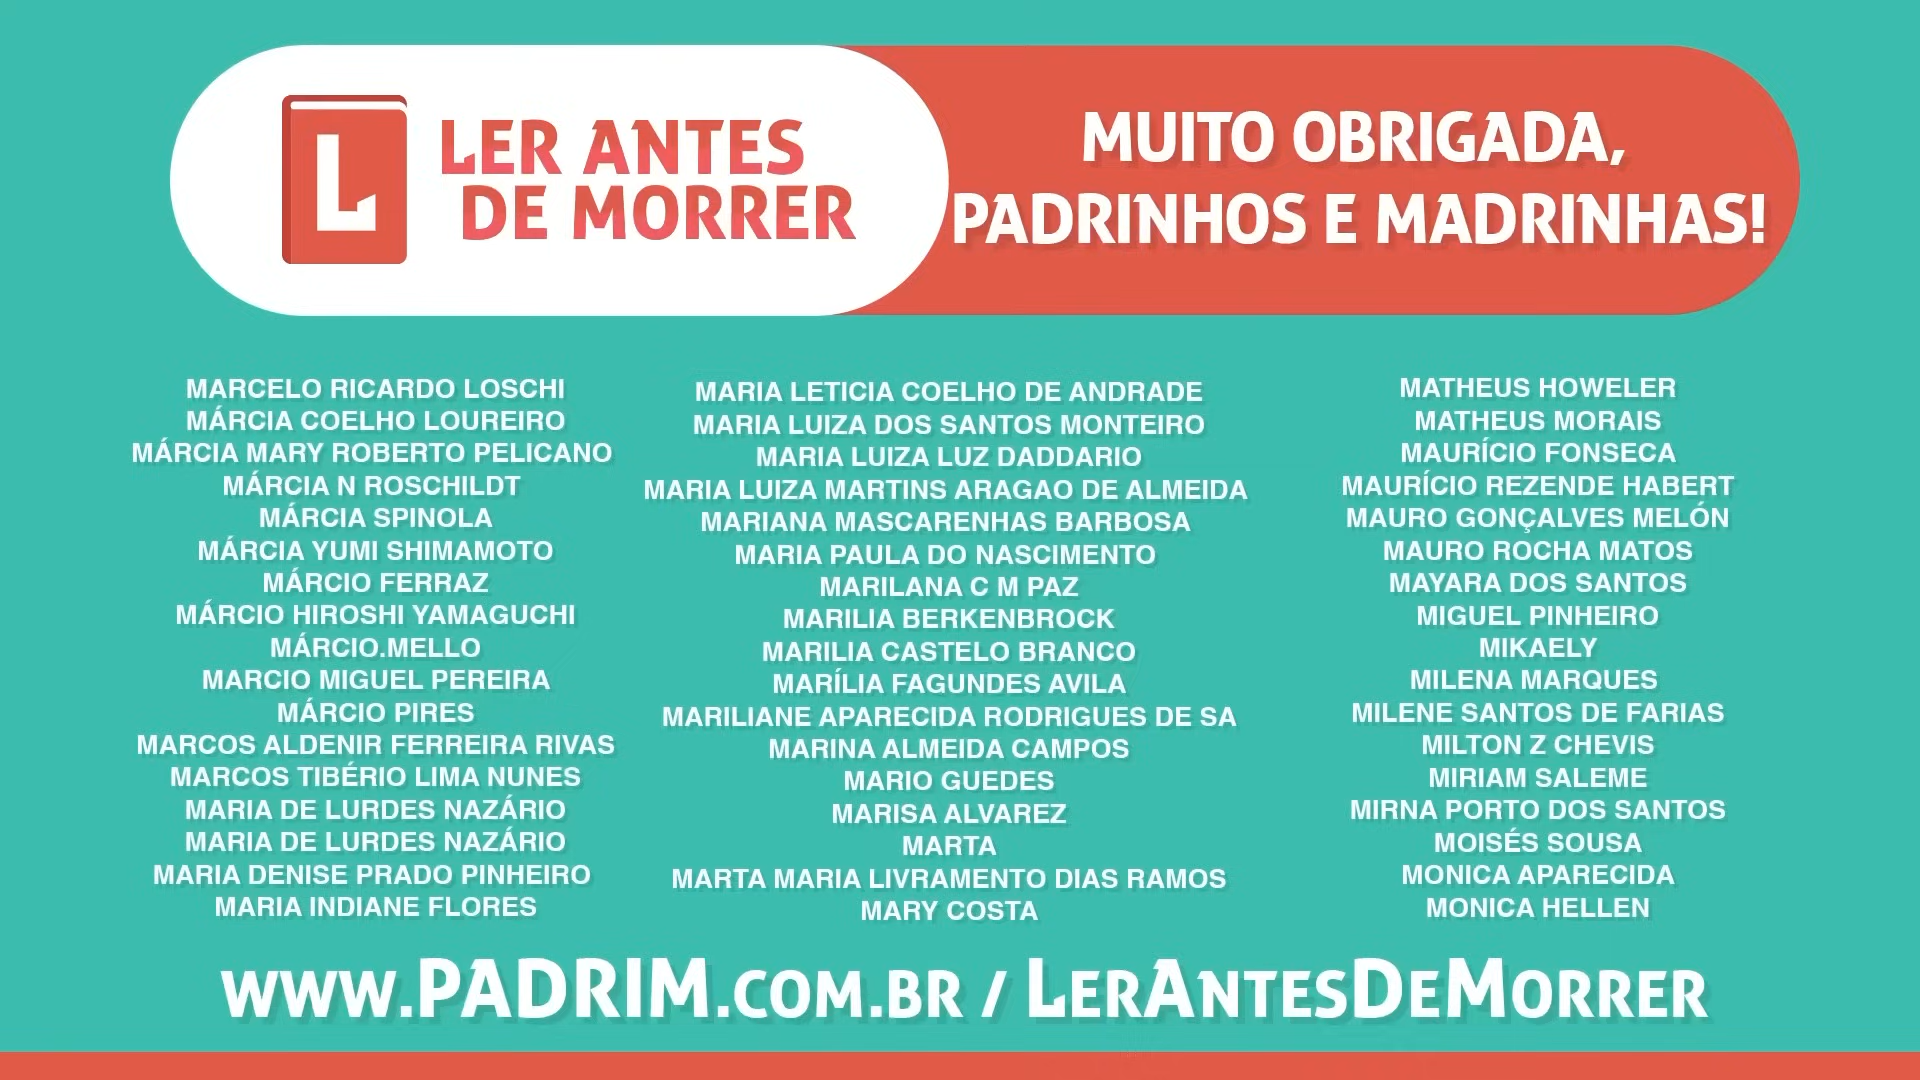 LER ANTES
DE MORRER
MUITO OBRIGADA,
PADRINHOS E MADRINHAS!
MARCELO RICARDO LOSCHI
MÁRCIA COELHO LOUREIRO
MÁRCIA MARY ROBERTO PELICANO
MÁRCIA N ROSCHILDT
MÁRCIA SPINOLA
MÁRCIA YUMI SHIMAMOTO
MÁRCIO FERRAZ
MÁRCIO HIROSHI YAMAGUCHI
MÁRCIO.MELLO
MARCIO MIGUEL PEREIRA
MÁRCIO PIRES
MARCOS ALDENIR FERREIRA RIVAS
MARCOS TIBÉRIO LIMA NUNES
MARIA DE LURDES NAZÁRIO
MARIA DE LURDES NAZÁRIO
MARIA DENISE PRADO PINHEIRO
MARIA INDIANE FLORES
MARIA LETICIA COELHO DE ANDRADE
MARIA LUIZA DOS SANTOS MONTEIRO
MARIA LUIZA LUZ DADDARIO
MARIA LUIZA MARTINS ARAGAO DE ALMEIDA
MARIANA MASCARENHAS BARBOSA
MARIA PAULA DO NASCIMENTO
MARILANA C M PAZ
MARILIA BERKENBROCK
MARILIA CASTELO BRANCO
MARÍLIA FAGUNDES AVILA
MARILIANE APARECIDA RODRIGUES DE SA
MARINA ALMEIDA CAMPOS
MARIO GUEDES
MARISA ALVAREZ
MARTA
MARTA MARIA LIVRAMENTO DIAS RAMOS
MARY COSTA
MATHEUS HOWELER
MATHEUS MORAIS
MAURÍCIO FONSECA
MAURÍCIO REZENDE HABERT
MAURO GONÇALVES MELÓN
MAURO ROCHA MATOS
MAYARA DOS SANTOS
MIGUEL PINHEIRO
MIKAELY
MILENA MARQUES
MILENE SANTOS DE FARIAS
MILTON Z CHEVIS
MIRIAM SALEME
MIRNA PORTO DOS SANTOS
MOISÉS SOUSA
MONICA APARECIDA
MONICA HELLEN
WWW.PADRIM.COM.BR / LERANTESDEMORRER